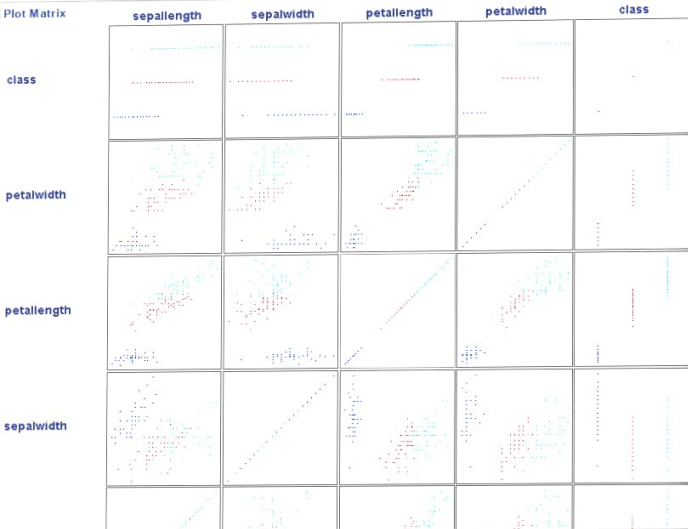 Plot Matrix sepallength sepalwidth petallength petalwidth class
class
petalwidth
petallength
sepalwidth